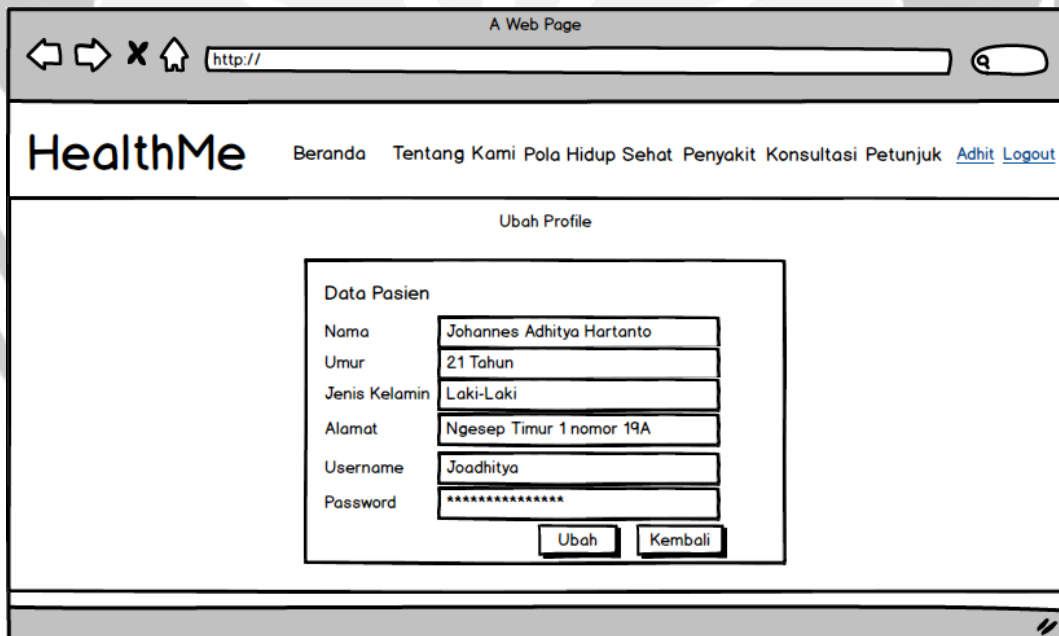 A Web Page
http://
HealthMe Beranda Tentang Kami Pola Hidup Sehat Penyakit Konsultasi Petunjuk Adhit Logout
Ubah Profile
Data Pasien
Nama Johannes Adhitya Hartanto
Umur 21 Tahun
Jenis Kelamin Laki-Laki
Alamat Ngesep Timur 1 nomor 19A
Username Joadhitya
Password ***************
Ubah Kembali